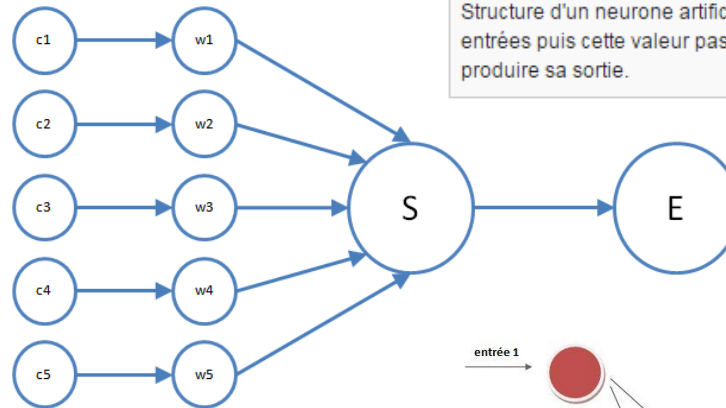 Structure d'un neurone artific
entrées puis cette valeur pas
produire sa sortie.
c1 w1
c2 w2
c3 w3 S E
c4 w4
c5 w5
entrée 1